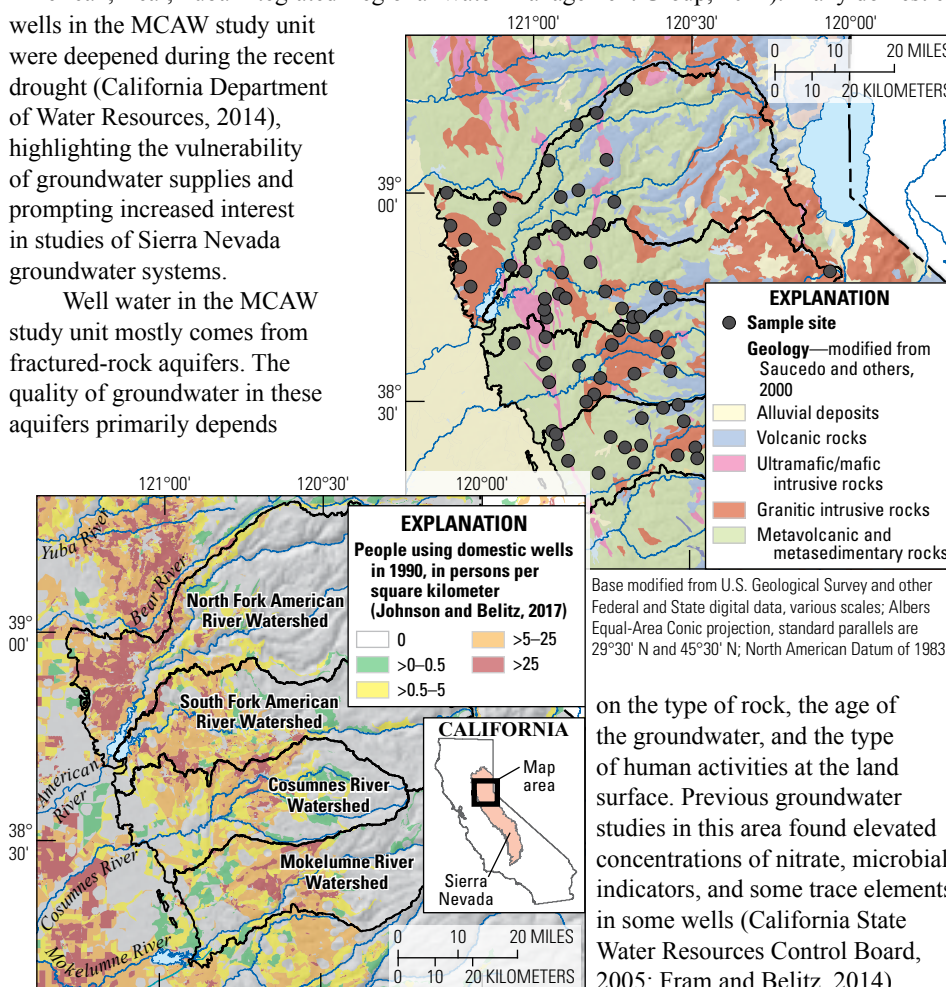 wells in the MCAW study unit
were deepened during the recent
drought (California Department
of Water Resources, 2014),
highlighting the vulnerability
of groundwater supplies and
prompting increased interest
in studies of Sierra Nevada
groundwater systems.
Well water in the MCAW
study unit mostly comes from
fractured-rock aquifers. The
quality of groundwater in these
aquifers primarily depends
121°00'
120°30'
120°00'
0 10 20 MILES
0 10 20 KILOMETERS
39°
00'
38°
30'
EXPLANATION
Sample site
Geology—modified from
Saucedo and others,
2000
Alluvial deposits
Volcanic rocks
Ultramafic/mafic
intrusive rocks
Granitic intrusive rocks
Metavolcanic and
metasedimentary rocks
Base modified from U.S. Geological Survey and other
Federal and State digital data, various scales; Albers
Equal-Area Conic projection, standard parallels are
29°30' N and 45°30' N; North American Datum of 1983
121°00'
120°30'
120°00'
39°
00'
38°
30'
Yuba River
Bear River
North Fork American
River Watershed
South Fork American
River Watershed
American
River
Cosumnes River
Watershed
Cosumnes River
Mokelumne River
Watershed
Mokelumne River
EXPLANATION
People using domestic wells
in 1990, in persons per
square kilometer
(Johnson and Belitz, 2017)
0
>0–0.5
>0.5–5
>5–25
>25
CALIFORNIA
Map
area
Sierra
Nevada
0 10 20 MILES
0 10 20 KILOMETERS
on the type of rock, the age of
the groundwater, and the type
of human activities at the land
surface. Previous groundwater
studies in this area found elevated
concentrations of nitrate, microbial
indicators, and some trace elements
in some wells (California State
Water Resources Control Board,
2005; Fram and Belitz, 2014)